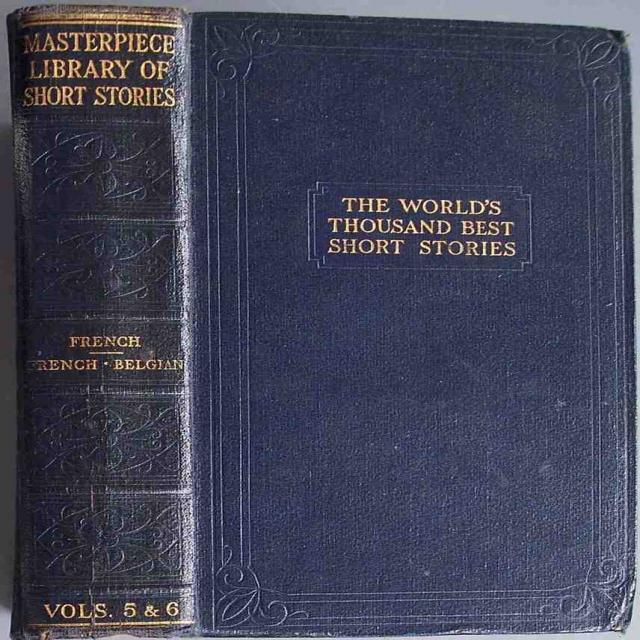 MASTERPIECE
LIBRARY OF
SHORT STORIES
FRENCH
FRENCH · BELGIAN
VOLS. 5 & 6
THE WORLD'S
THOUSAND BEST
SHORT STORIES